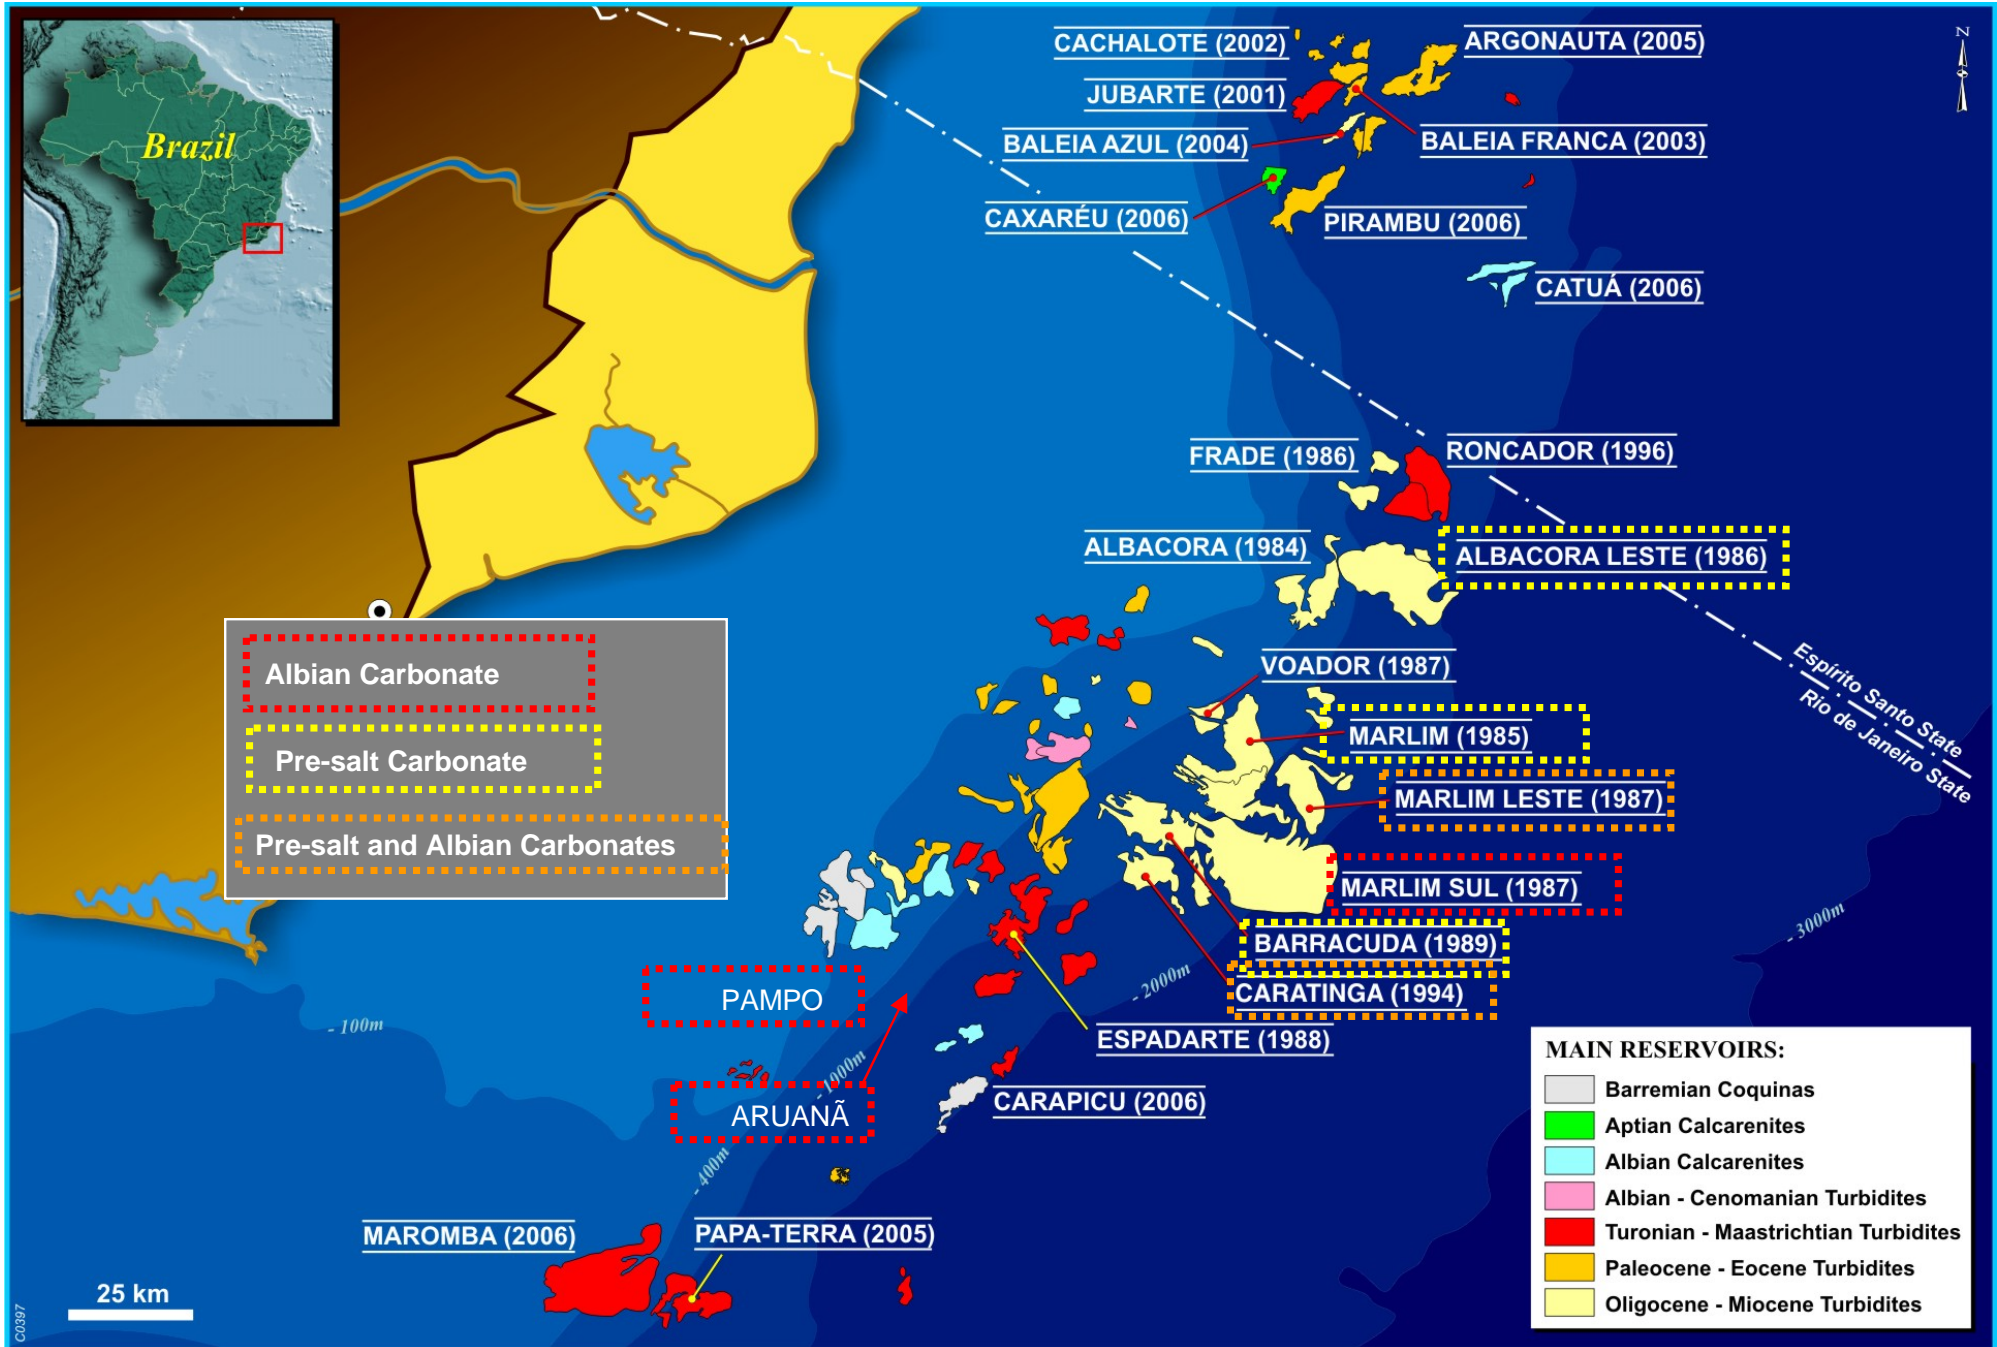 Brazil
CACHALOTE (2002)
ARGONAUTA (2005)
N
JUBARTE (2001)
BALEIA AZUL (2004)
BALEIA FRANCA (2003)
CAXARÉU (2006)
PIRAMBU (2006)
CATUÁ (2006)
FRADE (1986)
RONCADOR (1996)
ALBACORA (1984)
ALBACORA LESTE (1986)
VOADOR (1987)
Espírito Santo State
Rio de Janeiro State
MARLIM (1985)
MARLIM LESTE (1987)
MARLIM SUL (1987)
BARRACUDA (1989)
CARATINGA (1994)
Albian Carbonate
Pre-salt Carbonate
Pre-salt and Albian Carbonates
PAMPO
ARUANÃ
ESPADARTE (1988)
CARAPICU (2006)
- 100m
- 400m
- 1000m
- 2000m
- 3000m
MAROMBA (2006)
PAPA-TERRA (2005)
25 km
C0397
MAIN RESERVOIRS:
Barremian Coquinas
Aptian Calcarenites
Albian Calcarenites
Albian - Cenomanian Turbidites
Turonian - Maastrichtian Turbidites
Paleocene - Eocene Turbidites
Oligocene - Miocene Turbidites